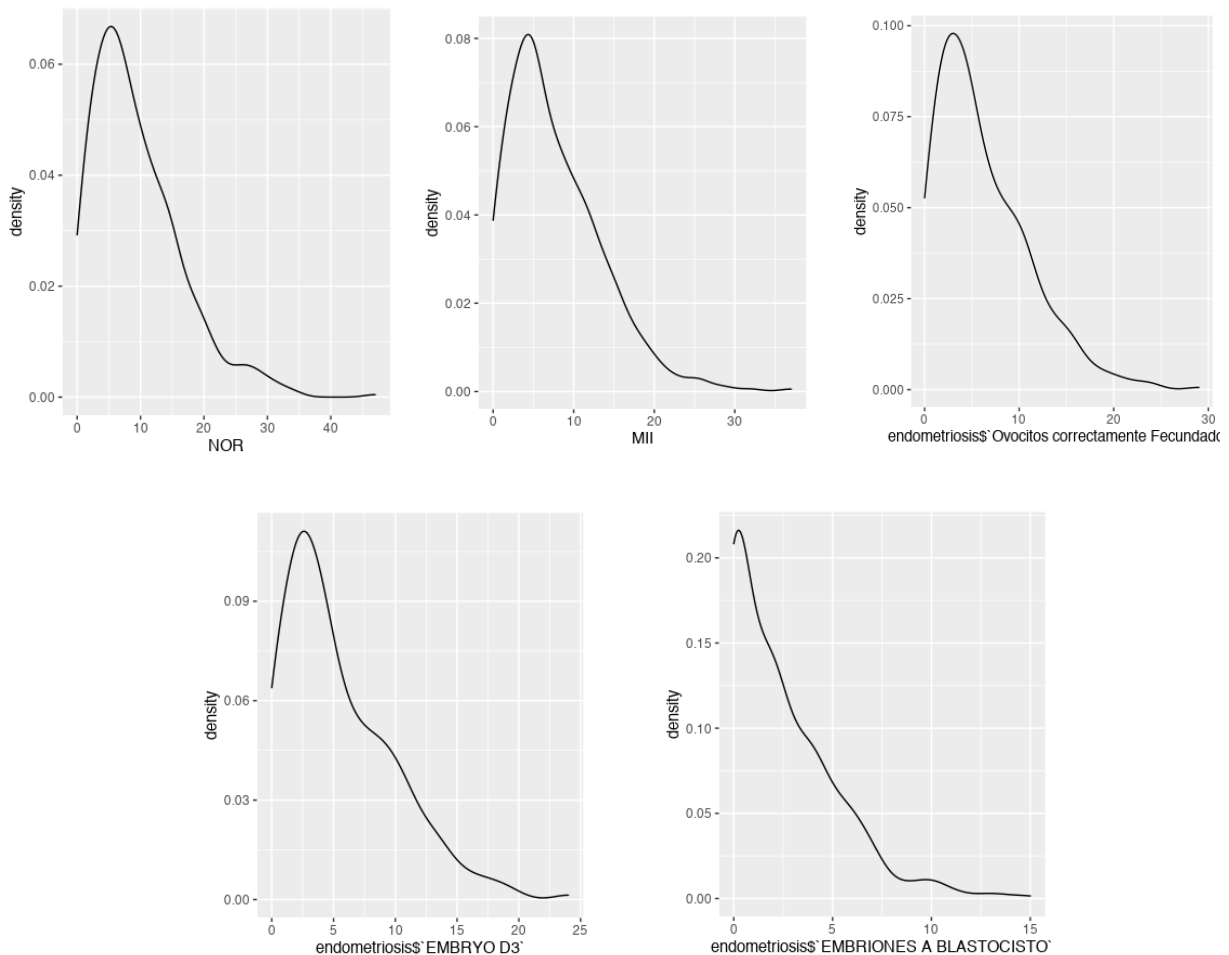 0.06
0.04
0.02
0.00
density
0 10 20 30 40
NOR
0.08
0.06
0.04
0.02
0.00
density
0 10 20 30
MII
0.100
0.075
0.050
0.025
0.000
density
0 10 20 30
endometriosis$`Ovocitos correctamente Fecundado
0.09
0.06
0.03
0.00
density
0 5 10 15 20 25
endometriosis$`EMBRYO D3`
0.20
0.15
0.10
0.05
0.00
density
0 5 10 15
endometriosis$`EMBRIONES A BLASTOCISTO`